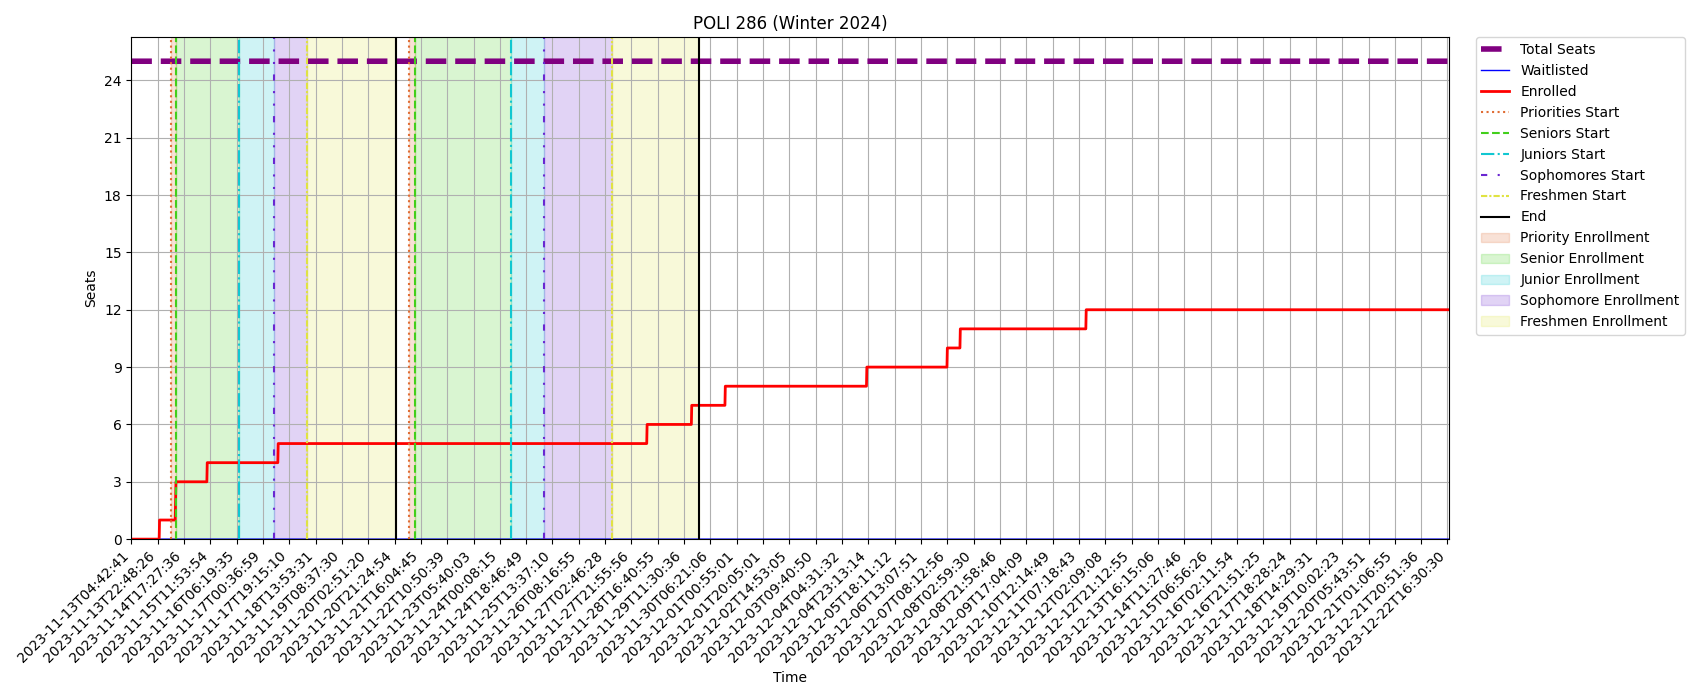 POLI 286 (Winter 2024)
Total Seats
Waitlisted
Enrolled
Priorities Start
Seniors Start
Juniors Start
Sophomores Start
Freshmen Start
End
Priority Enrollment
Senior Enrollment
Junior Enrollment
Sophomore Enrollment
Freshmen Enrollment
Seats
24
21
18
15
12
9
6
3
0
2023-11-13T04:42:41
2023-11-13T22:48:26
2023-11-14T17:27:36
2023-11-15T11:53:54
2023-11-16T06:19:35
2023-11-17T00:36:59
2023-11-17T19:15:10
2023-11-18T13:53:31
2023-11-19T08:37:30
2023-11-20T02:51:20
2023-11-20T21:24:54
2023-11-21T16:04:45
2023-11-22T10:50:39
2023-11-23T05:40:03
2023-11-24T00:08:15
2023-11-24T18:46:49
2023-11-25T13:37:10
2023-11-26T08:16:55
2023-11-27T02:46:28
2023-11-27T21:55:56
2023-11-28T16:40:55
2023-11-29T11:30:36
2023-11-30T06:21:06
2023-12-01T00:55:01
2023-12-01T20:05:01
2023-12-02T14:53:05
2023-12-03T09:40:50
2023-12-04T04:31:32
2023-12-04T23:13:14
2023-12-05T18:11:12
2023-12-06T13:07:51
2023-12-07T08:12:56
2023-12-08T02:59:30
2023-12-08T21:58:46
2023-12-09T17:04:09
2023-12-10T12:14:49
2023-12-11T07:18:43
2023-12-12T02:09:08
2023-12-12T21:12:55
2023-12-13T16:15:06
2023-12-14T11:27:46
2023-12-15T06:56:26
2023-12-16T02:11:54
2023-12-16T21:51:25
2023-12-17T18:28:24
2023-12-18T14:29:31
2023-12-19T10:02:23
2023-12-20T05:43:51
2023-12-21T01:06:55
2023-12-21T20:51:36
2023-12-22T16:30:30
Time